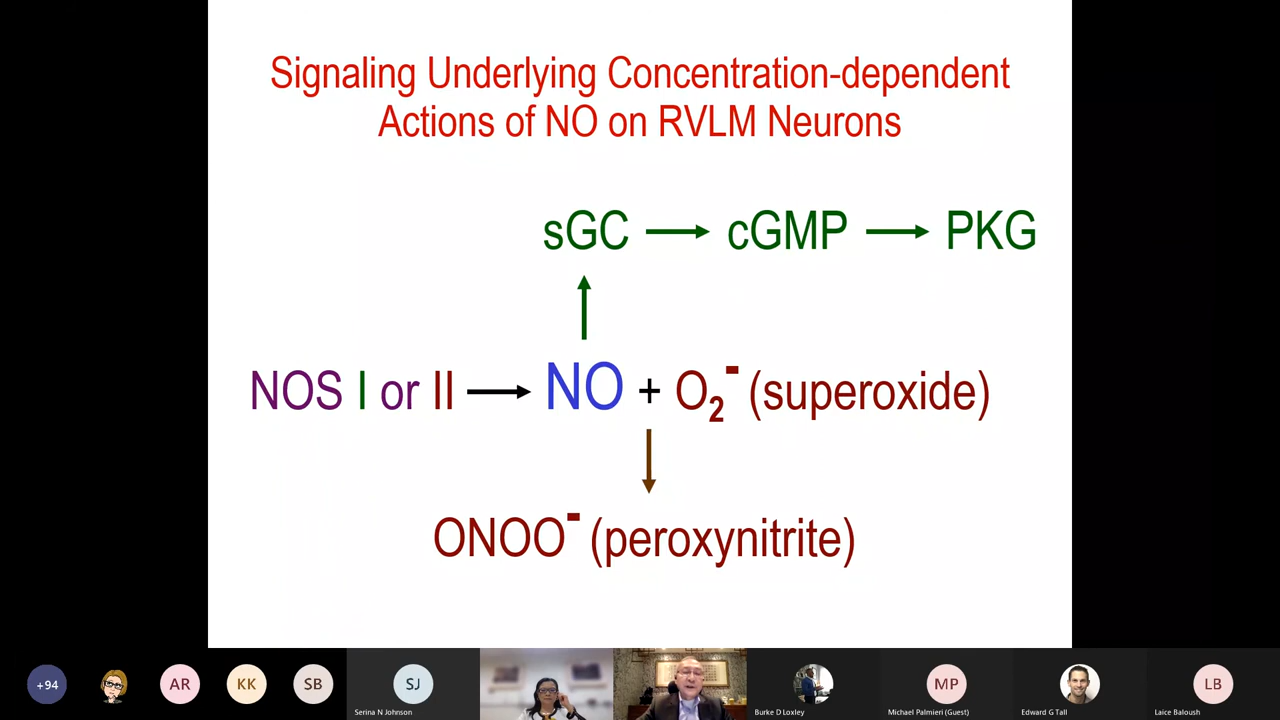 Signaling Underlying Concentration-dependent
Actions of NO on RVLM Neurons
sGC → cGMP → PKG
NOS I or II → NO + O₂⁻ (superoxide)
ONOO⁻ (peroxynitrite)
+94
AR
KK
SB
SJ
MP
LB
Serina N Johnson
Burke D Loxley
Michael Palmieri (Guest)
Edward G Tall
Laice Baloush